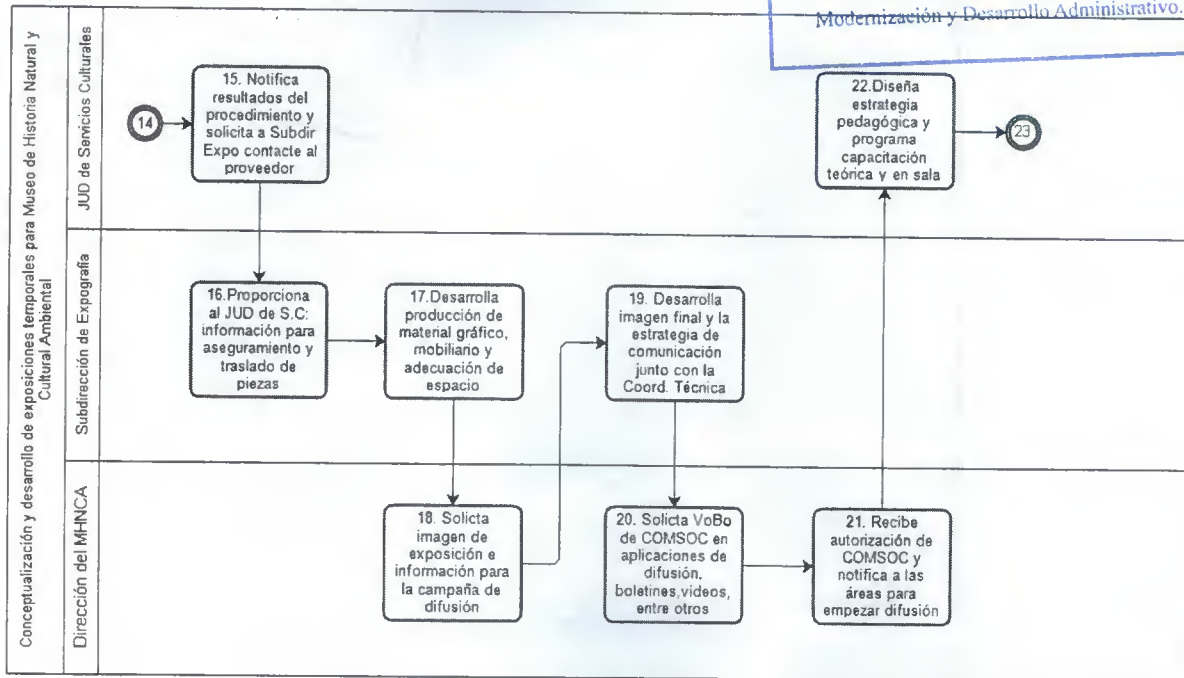 Modernización y Desarrollo Administrativo.
Conceptualización y desarrollo de exposiciones temporales para Museo de Historia Natural y
Cultural Ambiental
JUD de Servicios Culturales
14
15. Notifica
resultados del
procedimiento y
solicita a Subdir
Expo contacte al
proveedor
22.Diseña
estrategia
pedagógica y
programa
capacitación
teórica y en sala
23
Subdirección de Expografía
16.Proporciona
al JUD de S.C:
información para
aseguramiento y
traslado de
piezas
17.Desarrolla
producción de
material gráfico,
mobiliario y
adecuación de
espacio
19. Desarrolla
imagen final y la
estrategia de
comunicación
junto con la
Coord. Técnica
Dirección del MHNCA
18. Solicta
imagen de
exposición e
información para
la campaña de
difusión
20. Solicta VoBo
de COMSOC en
aplicaciones de
difusión,
boletines,videos,
entre otros
21. Recibe
autorización de
COMSOC y
notifica a las
áreas para
empezar difusión